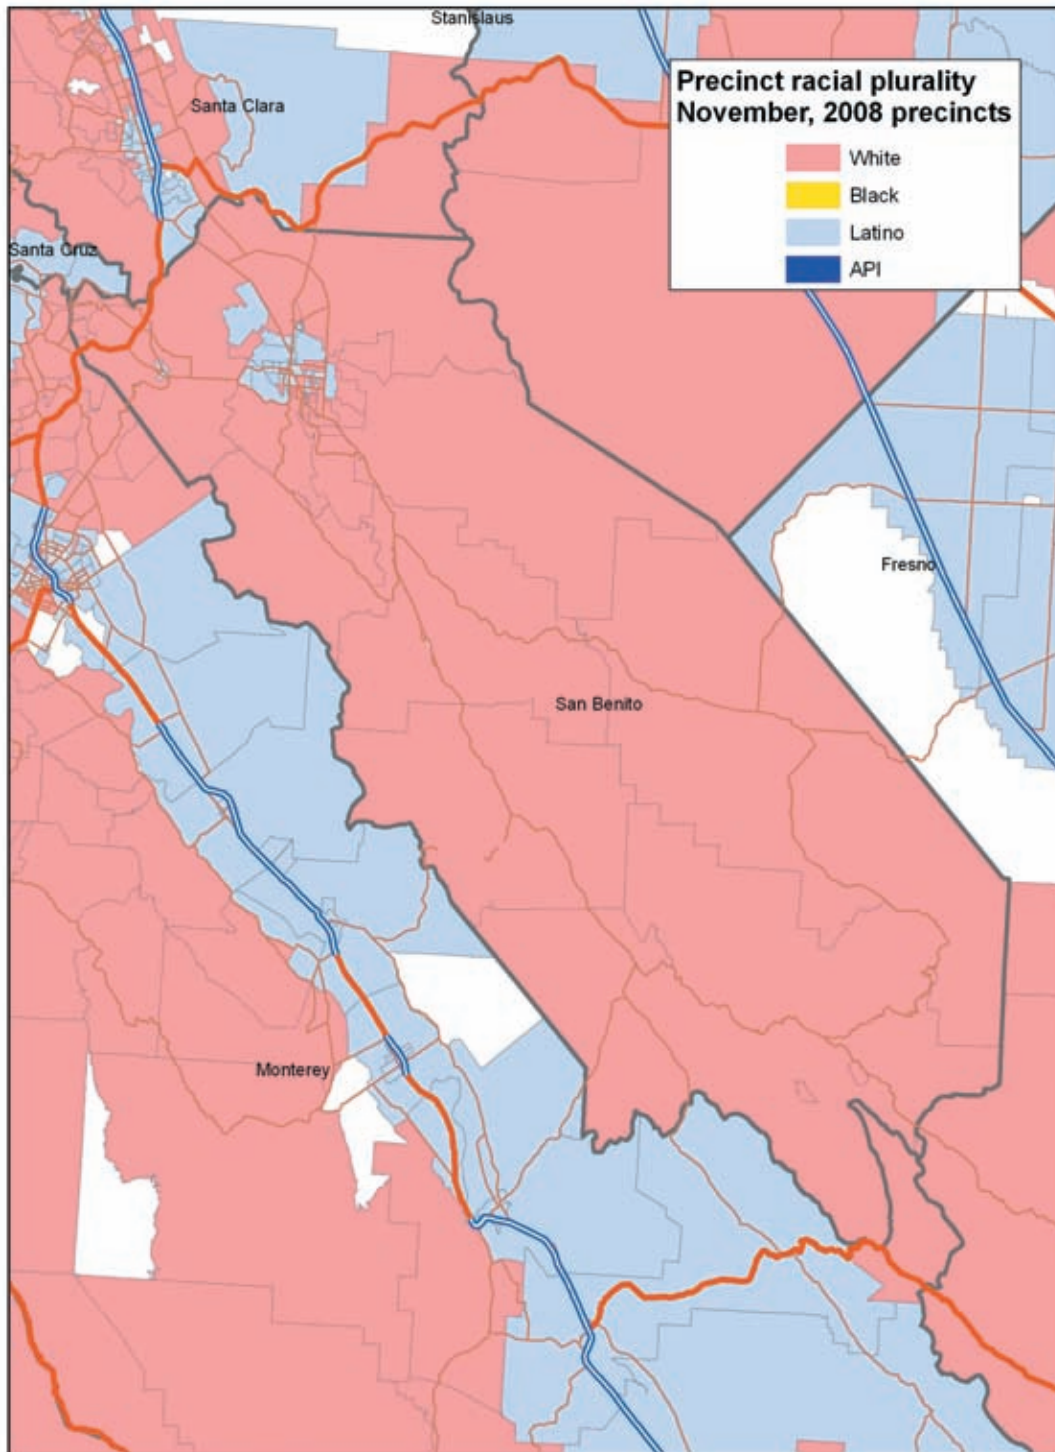 Stanislaus
Precinct racial plurality
November, 2008 precincts
White
Black
Latino
API
Santa Clara
Santa Cruz
Fresno
San Benito
Monterey